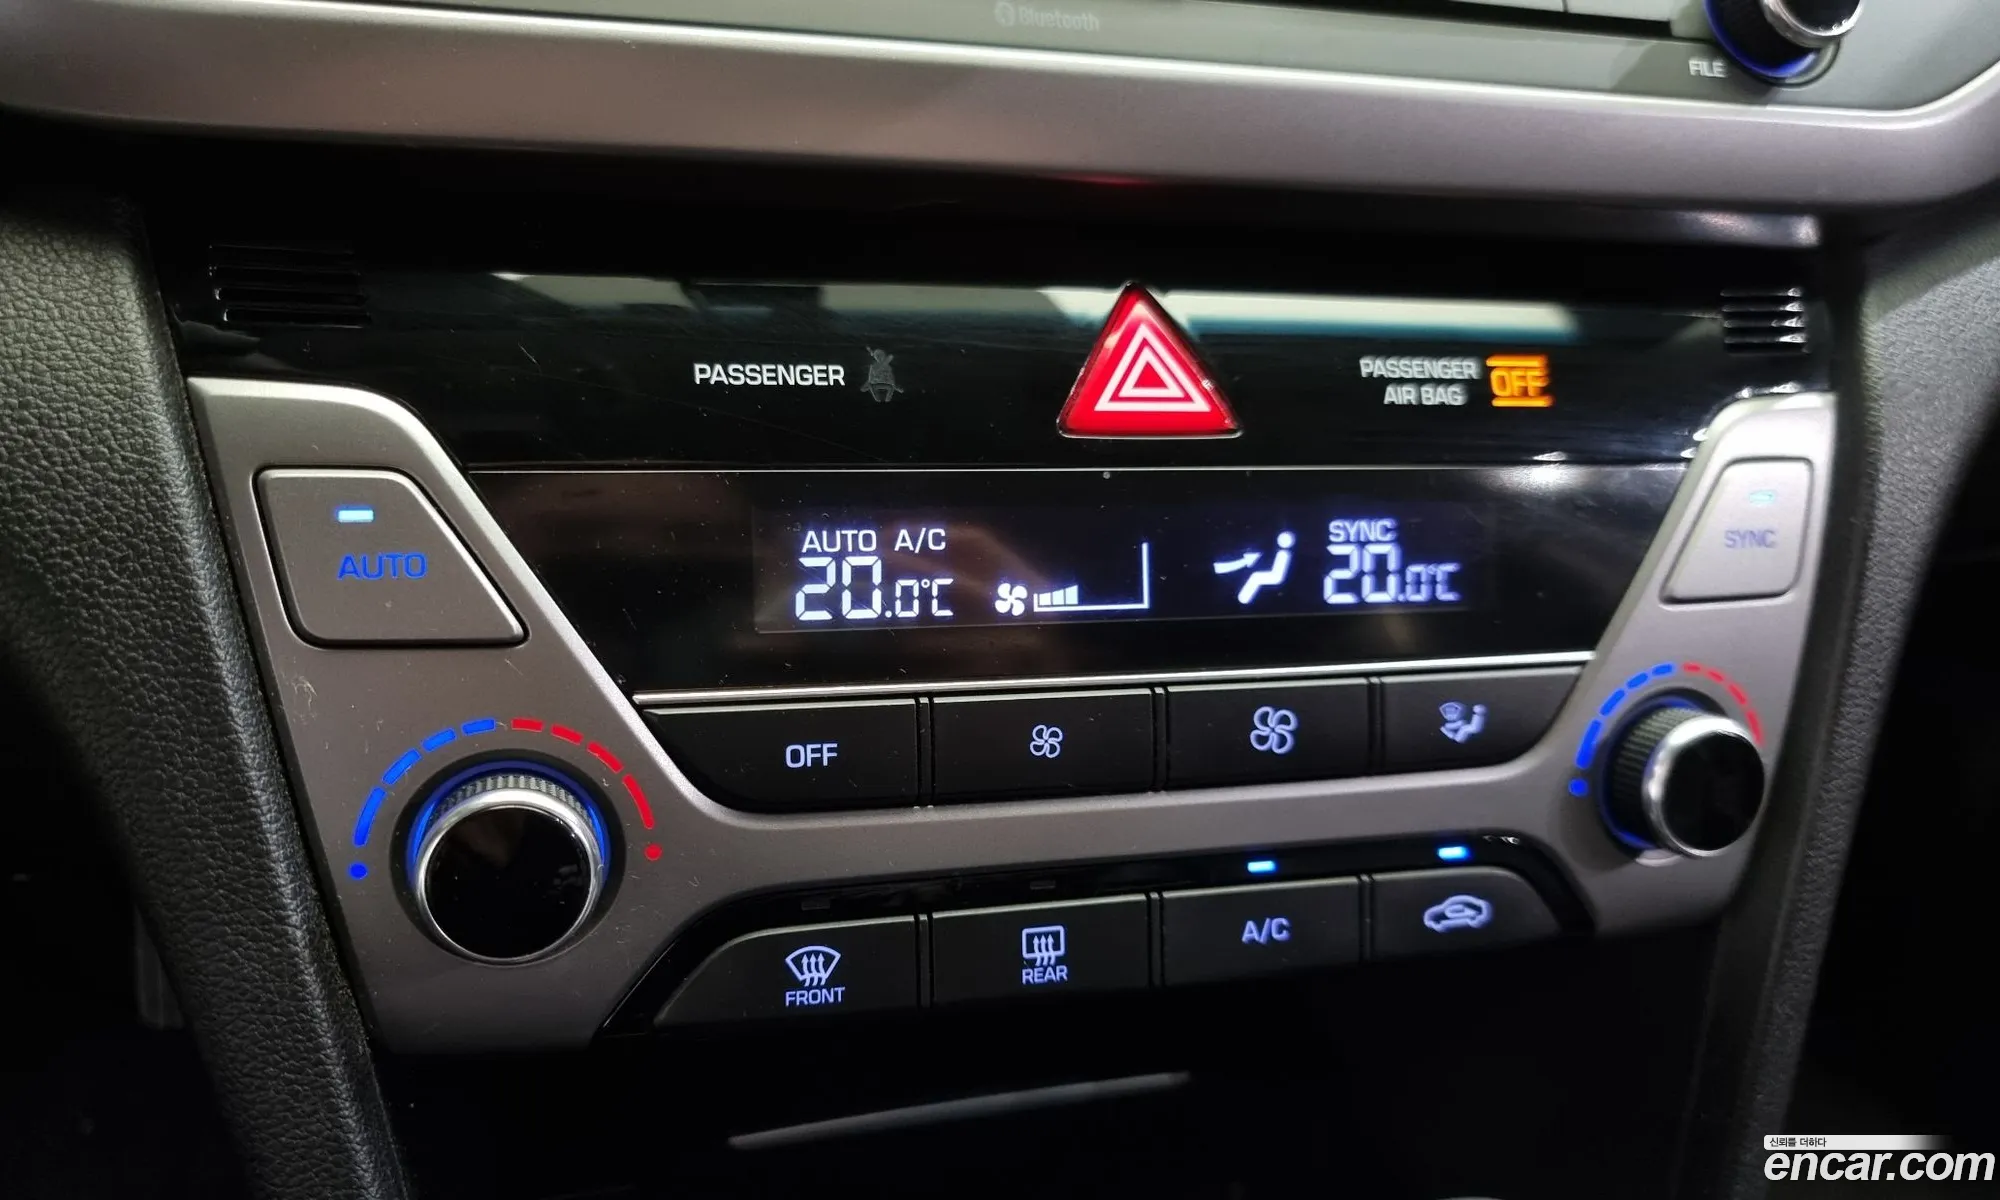 Bluetooth
FILE
PASSENGER
PASSENGER
AIR BAG
OFF
AUTO
AUTO A/C
20.0°C
SYNC
20.0°C
SYNC
OFF
FRONT
REAR
A/C
신뢰를 더하다
encar.com